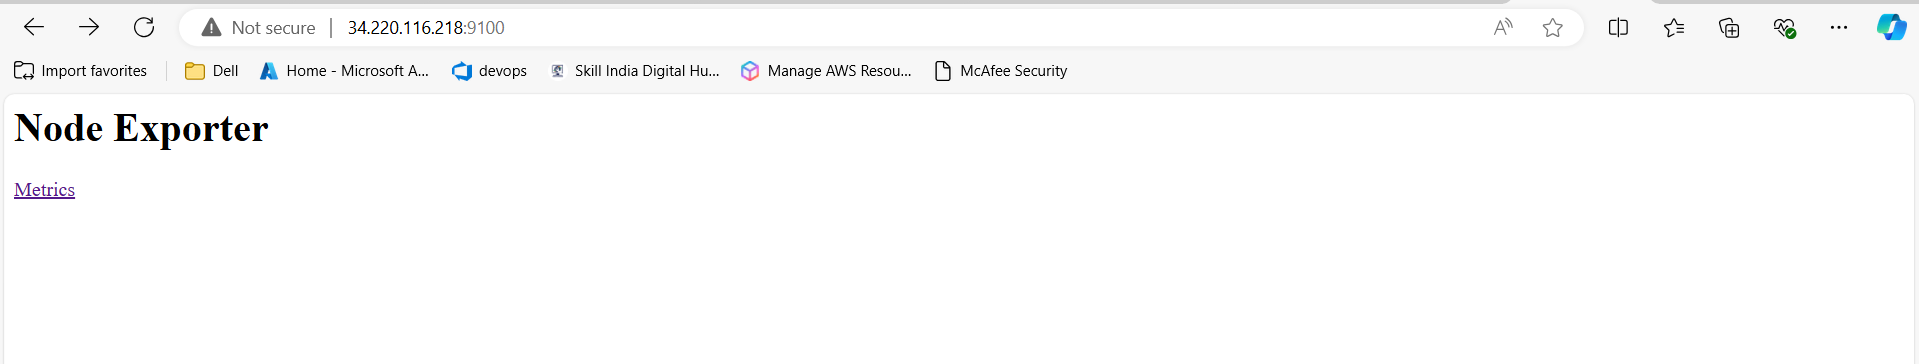 Not secure | 34.220.116.218:9100
Import favorites Dell Home - Microsoft A... devops Skill India Digital Hu... Manage AWS Resou... McAfee Security
Node Exporter
Metrics